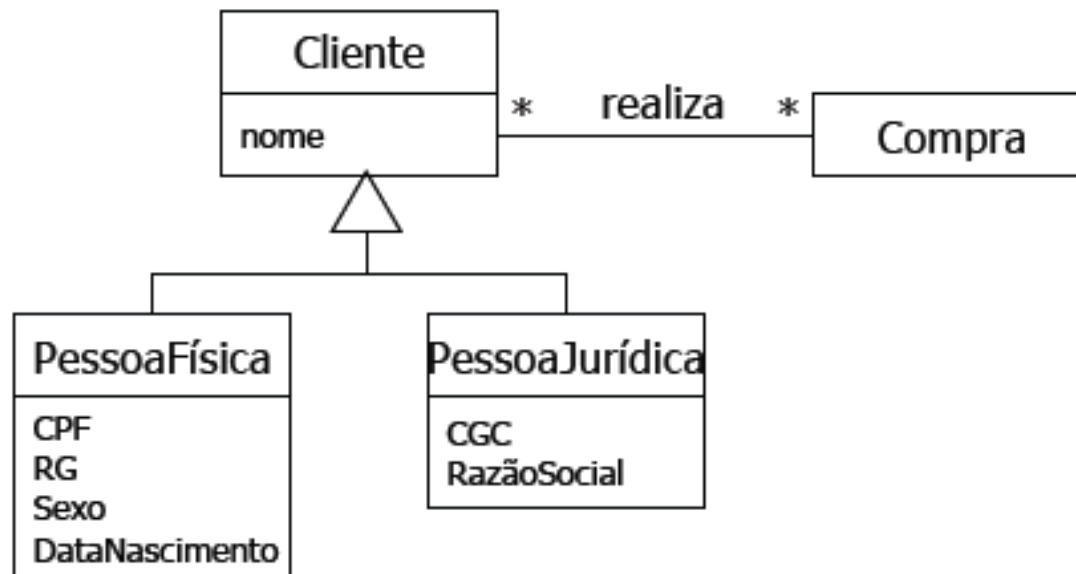 Cliente
nome
* realiza *
Compra
PessoaFísica
CPF
RG
Sexo
DataNascimento
PessoaJurídica
CGC
RazãoSocial